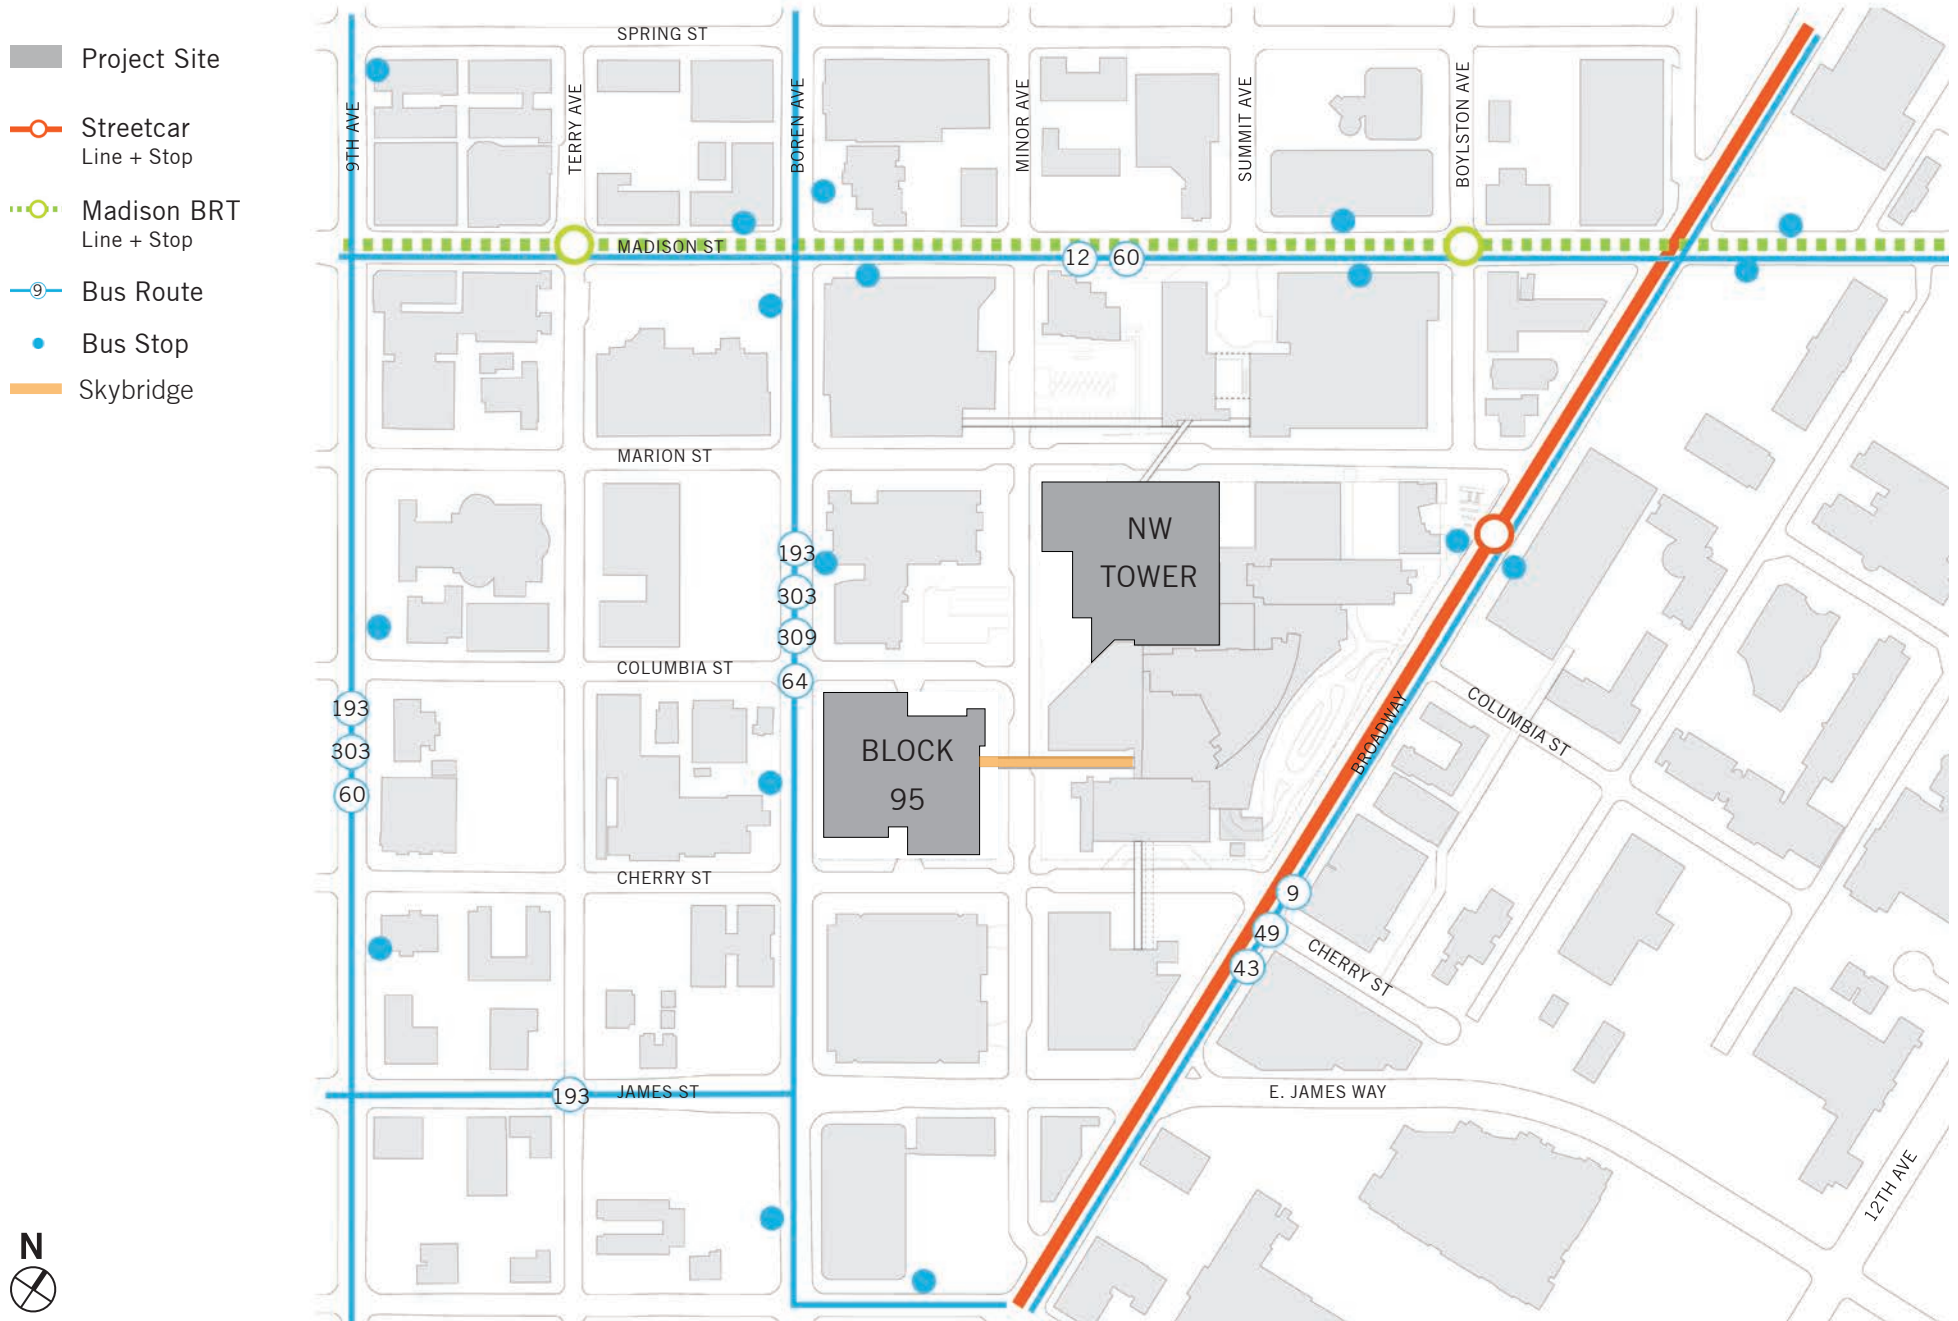 Project Site
Streetcar
Line + Stop
Madison BRT
Line + Stop
9
Bus Route
Bus Stop
Skybridge
N
SPRING ST
9TH AVE
TERRY AVE
BOREN AVE
MINOR AVE
SUMMIT AVE
BOYLSTON AVE
MADISON ST
12
60
MARION ST
193
303
309
64
NW
TOWER
COLUMBIA ST
193
303
60
BLOCK
95
BROADWAY
COLUMBIA ST
CHERRY ST
9
49
43
CHERRY ST
193
JAMES ST
E. JAMES WAY
12TH AVE